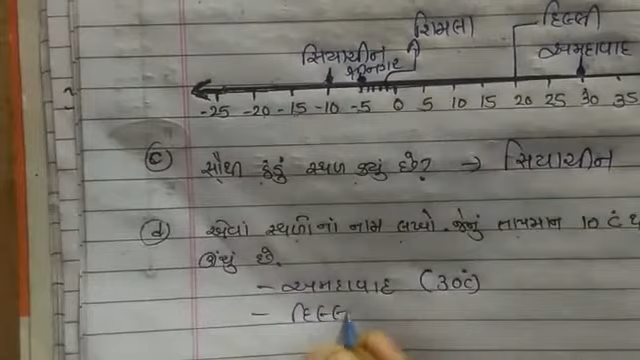 શિમલા
દિલ્લી
સિયાચીન
શ્રીનગર
અમદાવાદ
-25 -20 -15 -10 -5 0 5 10 15 20 25 30 35
(c) સૌથી ઠંડું સ્થળ કયું છે? → સિયાચીન
(d) એવાં સ્થળોનાં નામ લખો. જેનું તાપમાન 10 ℃
ઊંચું છે.
- અમદાવાદ (30℃)
- દિલ્લ